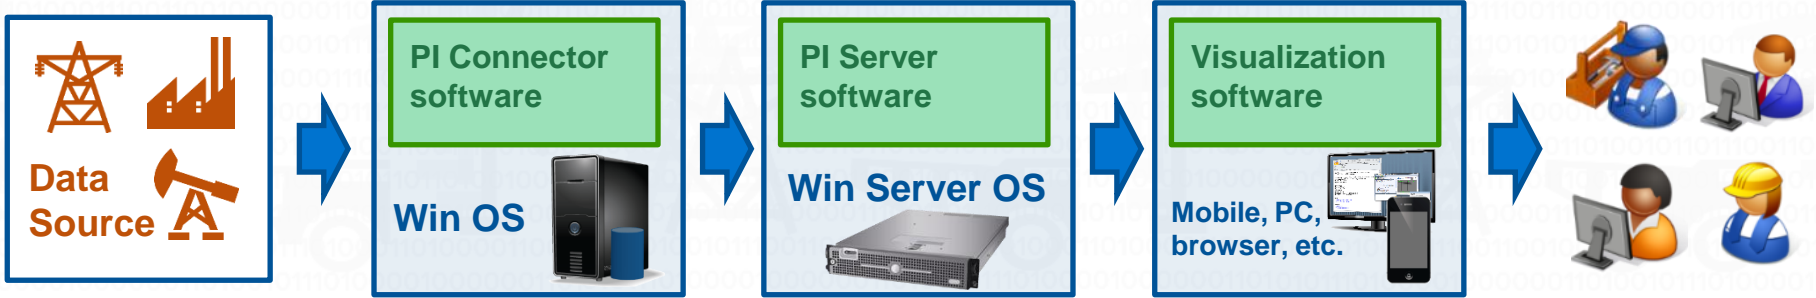 Data
Source
PI Connector
software
Win OS
PI Server
software
Win Server OS
Visualization
software
Mobile, PC,
browser, etc.